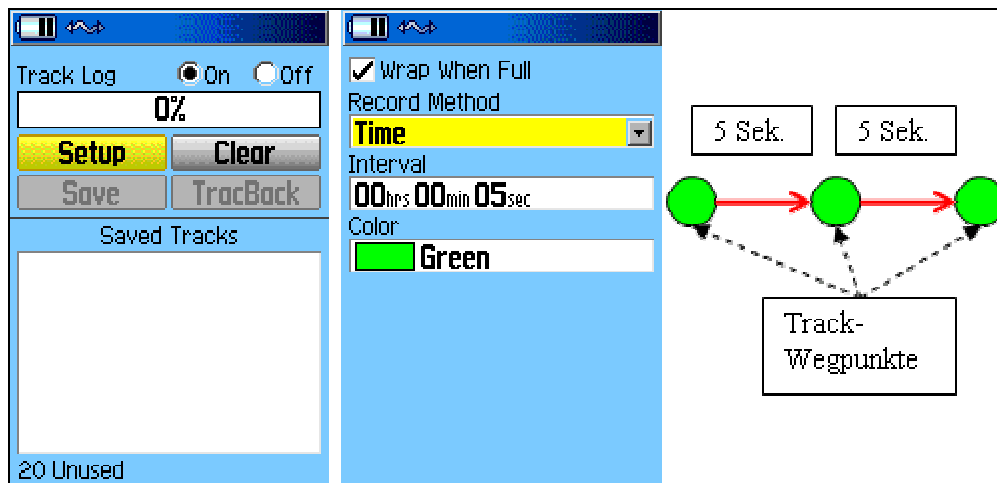 Track Log On Off
0%
Setup Clear
Save TracBack
Saved Tracks
20 Unused
Wrap When Full
Record Method
Time
Interval
00hrs 00min 05sec
Color
Green
5 Sek. 5 Sek.
Track-
Wegpunkte